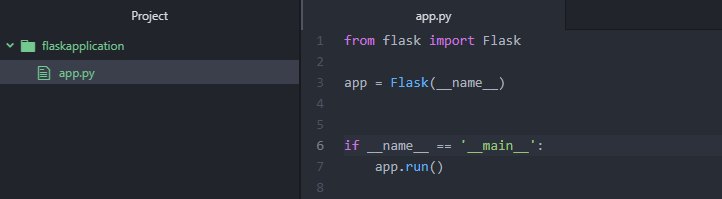 Project
flaskapplication
app.py
app.py
1 from flask import Flask
2
3 app = Flask(__name__)
4
5
6 if __name__ == '__main__':
7     app.run()
8